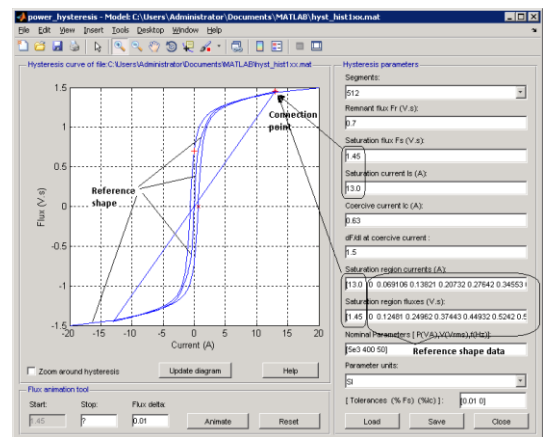 power_hysteresis - Model: C:\Users\Administrator\Documents\MATLAB\hyst_hist1xx.mat
File Edit View Insert Tools Desktop Window Help
Hysteresis curve of file:C:\Users\Administrator\Documents\MATLAB\hyst_hist1xx.mat
1.5
1
0.5
0
-0.5
-1
-1.5
Flux (V.s)
-20 -15 -10 -5 0 5 10 15 20
Current (A)
Connection
point
Reference
shape
Zoom around hysteresis
Update diagram
Help
Flux animation tool
Start:
Stop:
Flux delta:
1.45
?
0.01
Animate
Reset
Hysteresis parameters
Segments:
512
Remnant flux Fr (V.s):
0.7
Saturation flux Fs (V.s):
1.45
Saturation current Is (A):
13.0
Coercive current Ic (A):
0.63
dF/dI at coercive current :
1.5
Saturation region currents (A):
[13.0 0 0.069106 0.13821 0.20732 0.27642 0.34553
Saturation region fluxes (V.s):
[1.45 0 0.12481 0.24962 0.37443 0.44932 0.5242 0.5
Nominal Parameters [ P(VA),V(Vrms),f(Hz)]:
[5e3 400 50]
Reference shape data
Parameter units:
SI
[ Tolerances (% Fs) (%Ic) ] :
[0.01 0]
Load
Save
Close